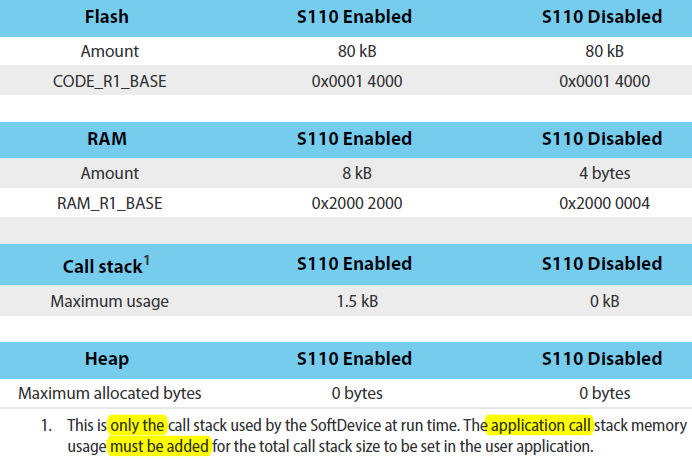 Flash S110 Enabled S110 Disabled
Amount 80 kB 80 kB
CODE_R1_BASE 0x0001 4000 0x0001 4000
RAM S110 Enabled S110 Disabled
Amount 8 kB 4 bytes
RAM_R1_BASE 0x2000 2000 0x2000 0004
Call stack¹ S110 Enabled S110 Disabled
Maximum usage 1.5 kB 0 kB
Heap S110 Enabled S110 Disabled
Maximum allocated bytes 0 bytes 0 bytes
1. This is only the call stack used by the SoftDevice at run time. The application call stack memory
usage must be added for the total call stack size to be set in the user application.